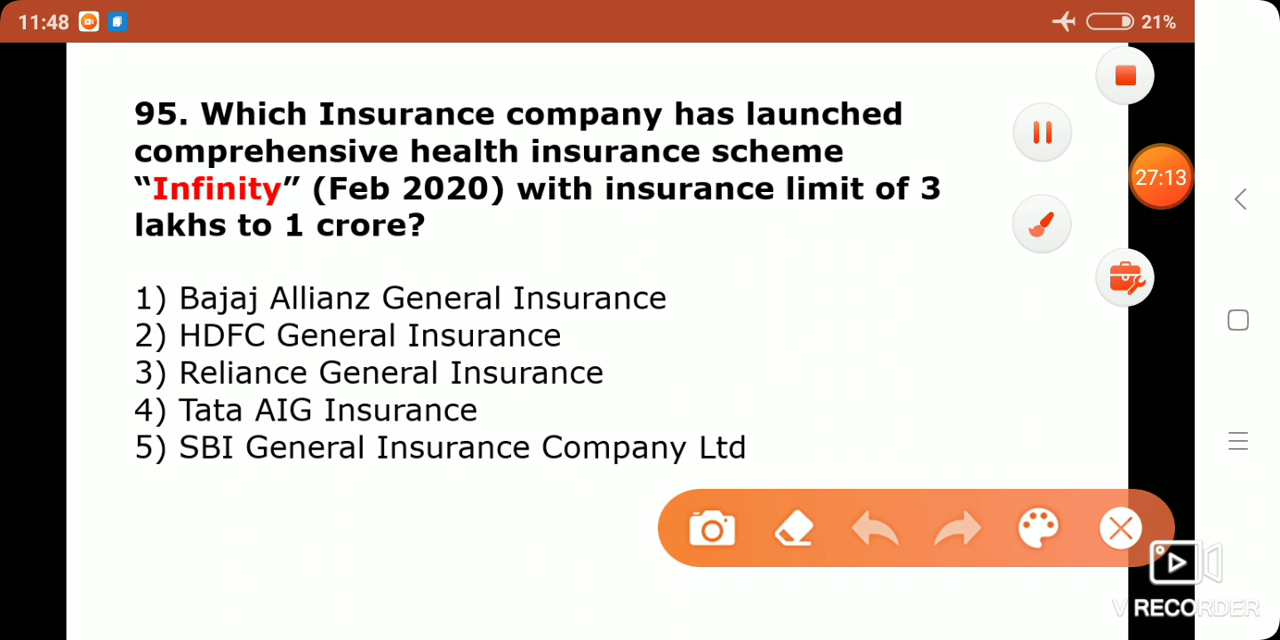 11:48
21%
95. Which Insurance company has launched
comprehensive health insurance scheme
“Infinity” (Feb 2020) with insurance limit of 3
lakhs to 1 crore?
27:13
1) Bajaj Allianz General Insurance
2) HDFC General Insurance
3) Reliance General Insurance
4) Tata AIG Insurance
5) SBI General Insurance Company Ltd
V RECORDER